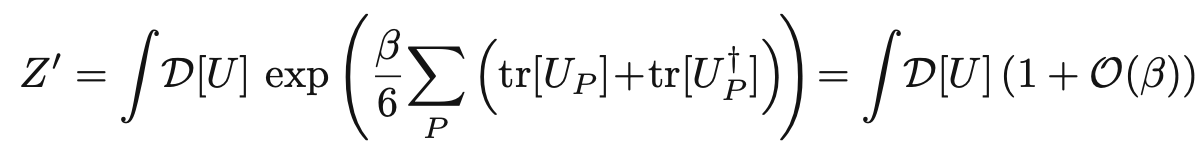 Z′ = ∫ 𝒟[U] exp ( β/6 ∑_P ( tr[U_P] + tr[U_P^†] ) ) = ∫ 𝒟[U] (1 + 𝒪(β))